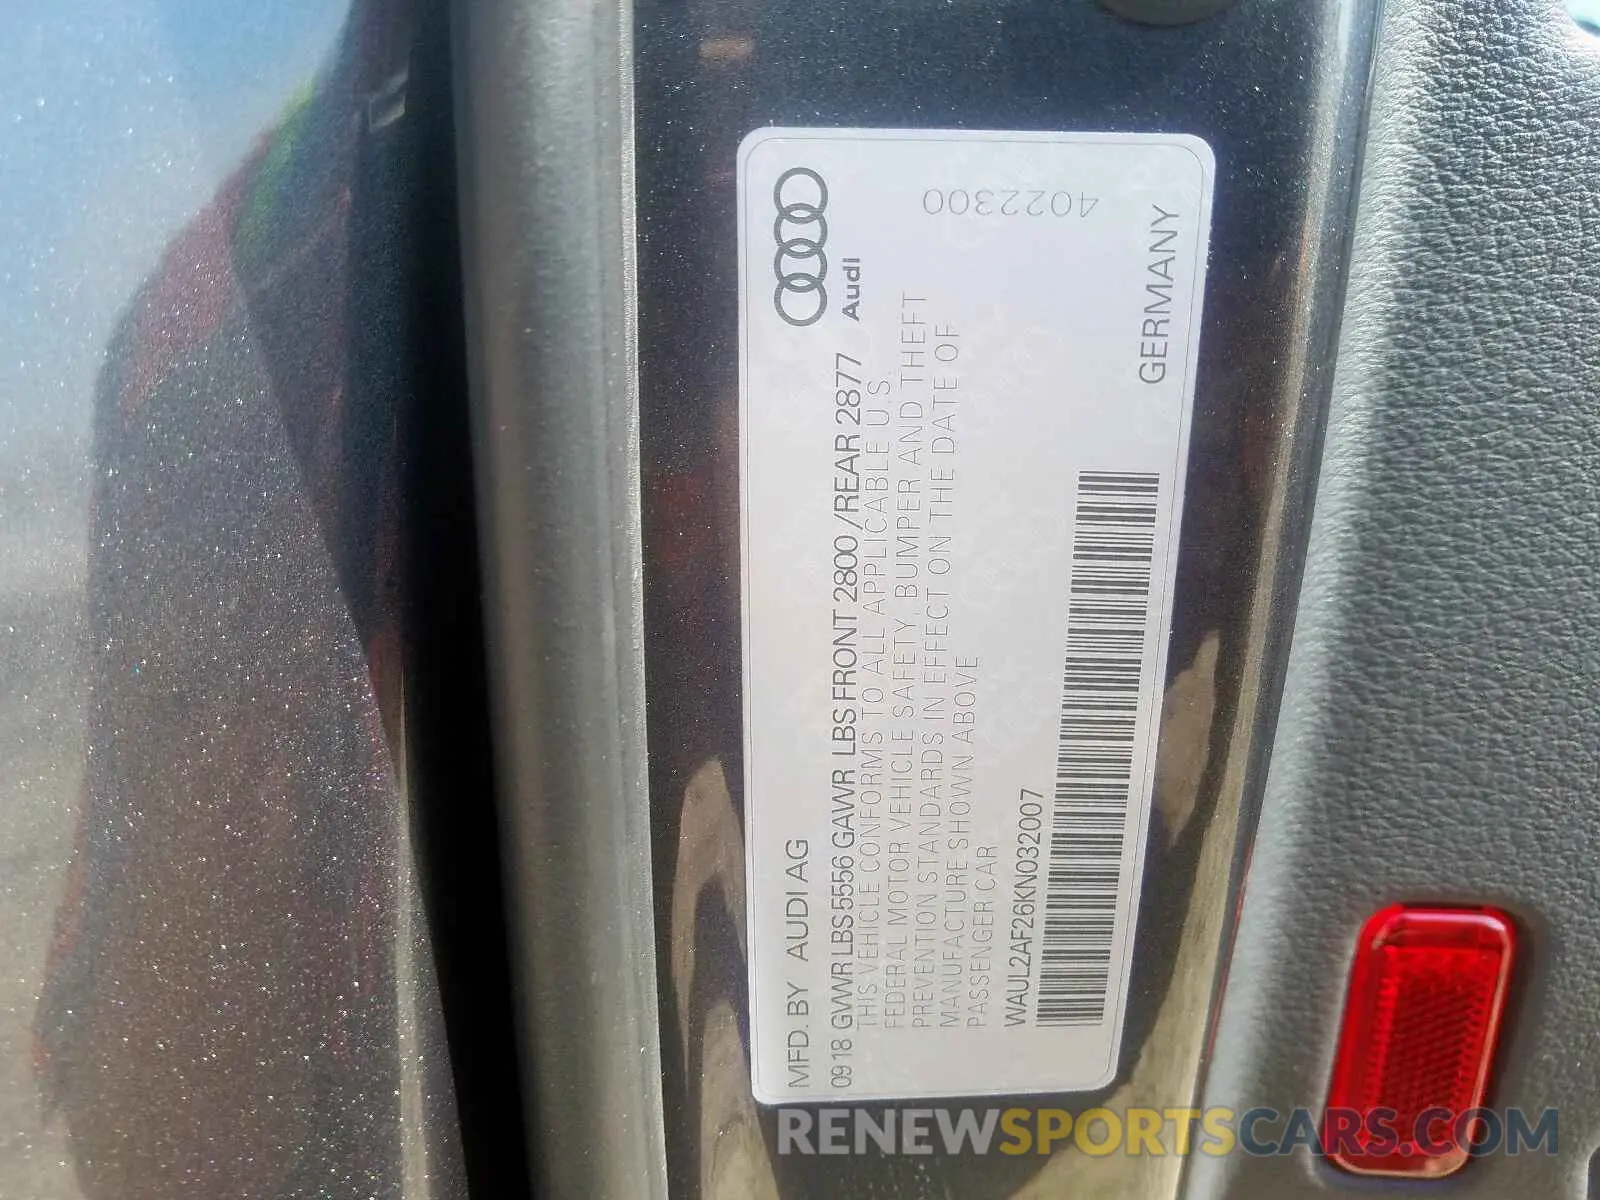 MFD. BY AUDI AG
Audi
09 18 GVWR LBS 5556 GAWR LBS FRONT 2800 /REAR 2877
THIS VEHICLE CONFORMS TO ALL APPLICABLE U.S.
FEDERAL MOTOR VEHICLE SAFETY, BUMPER AND THEFT
PREVENTION STANDARDS IN EFFECT ON THE DATE OF
MANUFACTURE SHOWN ABOVE
PASSENGER CAR
4022300
WAUL2AF26KN032007
GERMANY
RENEWSPORTSCARS.COM